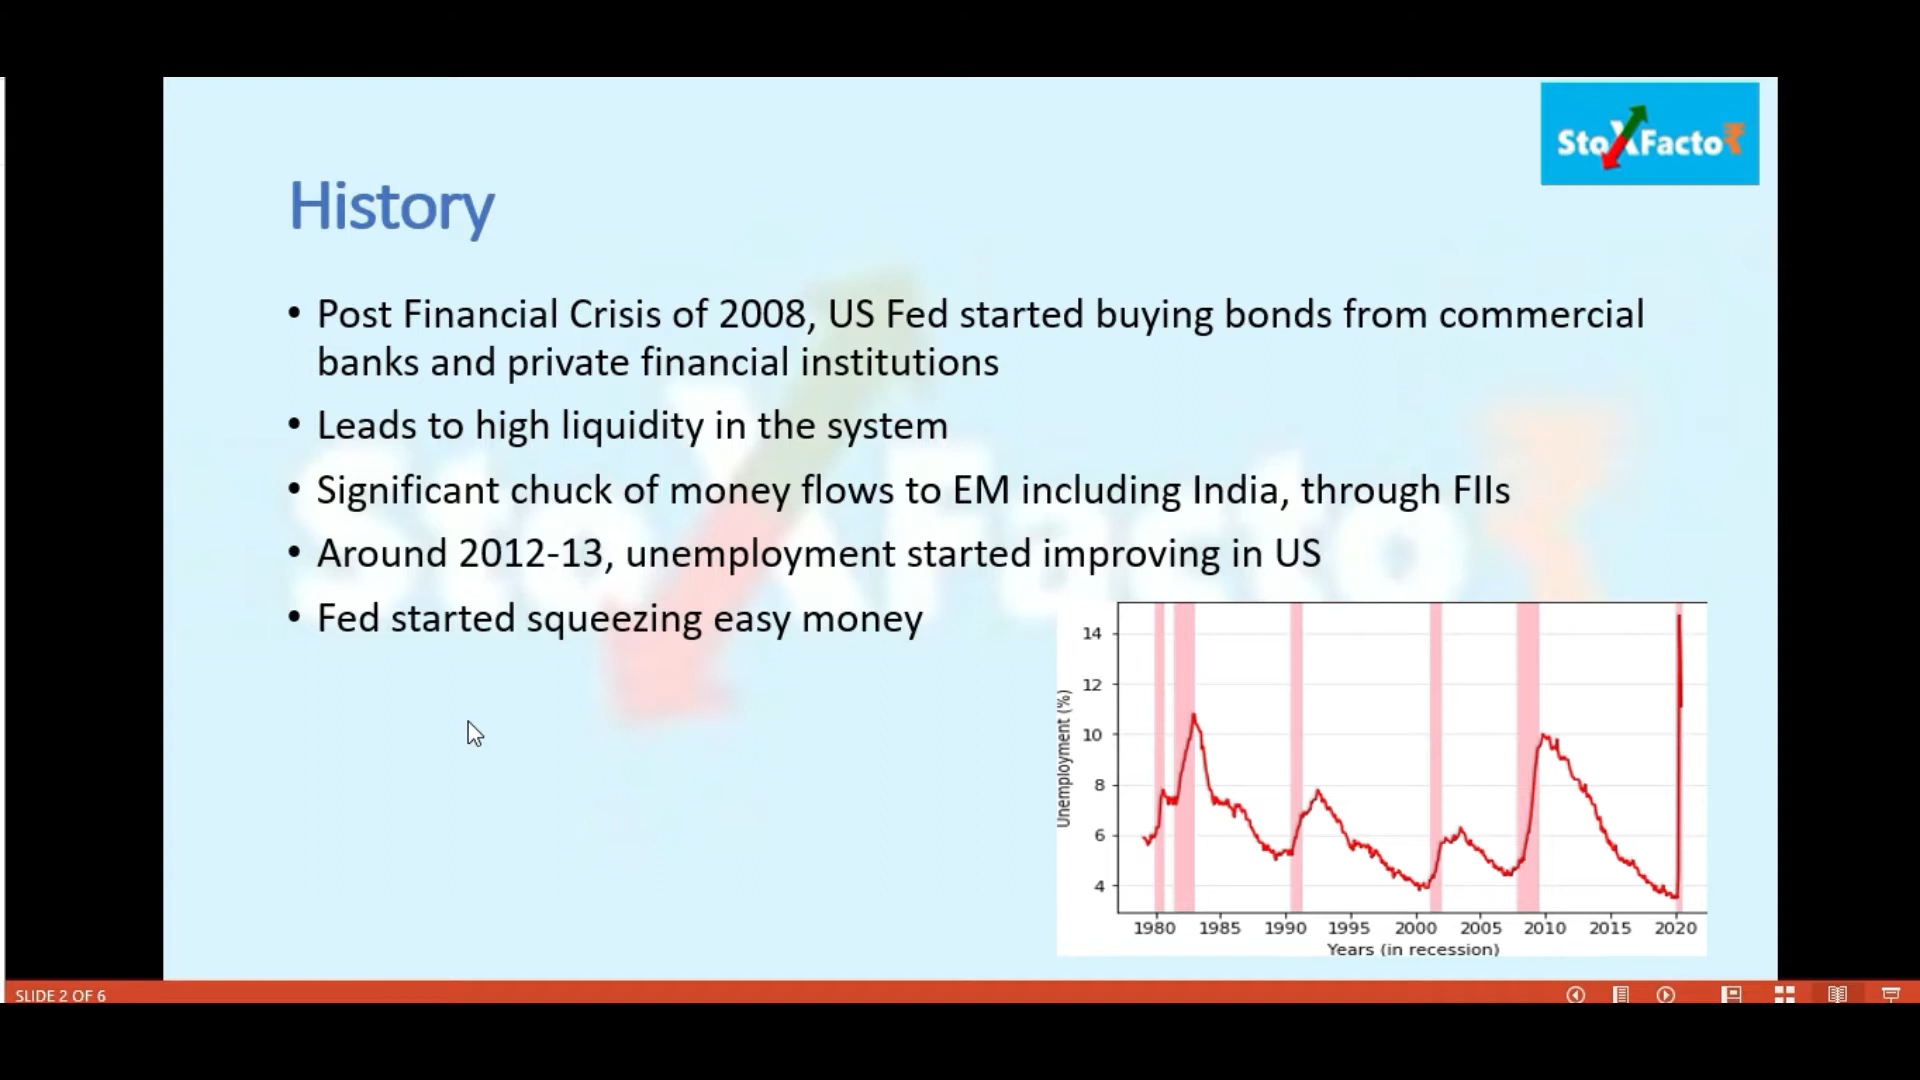 StoXFacto₹
History
• Post Financial Crisis of 2008, US Fed started buying bonds from commercial
banks and private financial institutions
• Leads to high liquidity in the system
• Significant chuck of money flows to EM including India, through FIIs
• Around 2012-13, unemployment started improving in US
• Fed started squeezing easy money
StoXFacto₹
Unemployment (%)
14
12
10
8
6
4
1980 1985 1990 1995 2000 2005 2010 2015 2020
Years (in recession)
SLIDE 2 OF 6